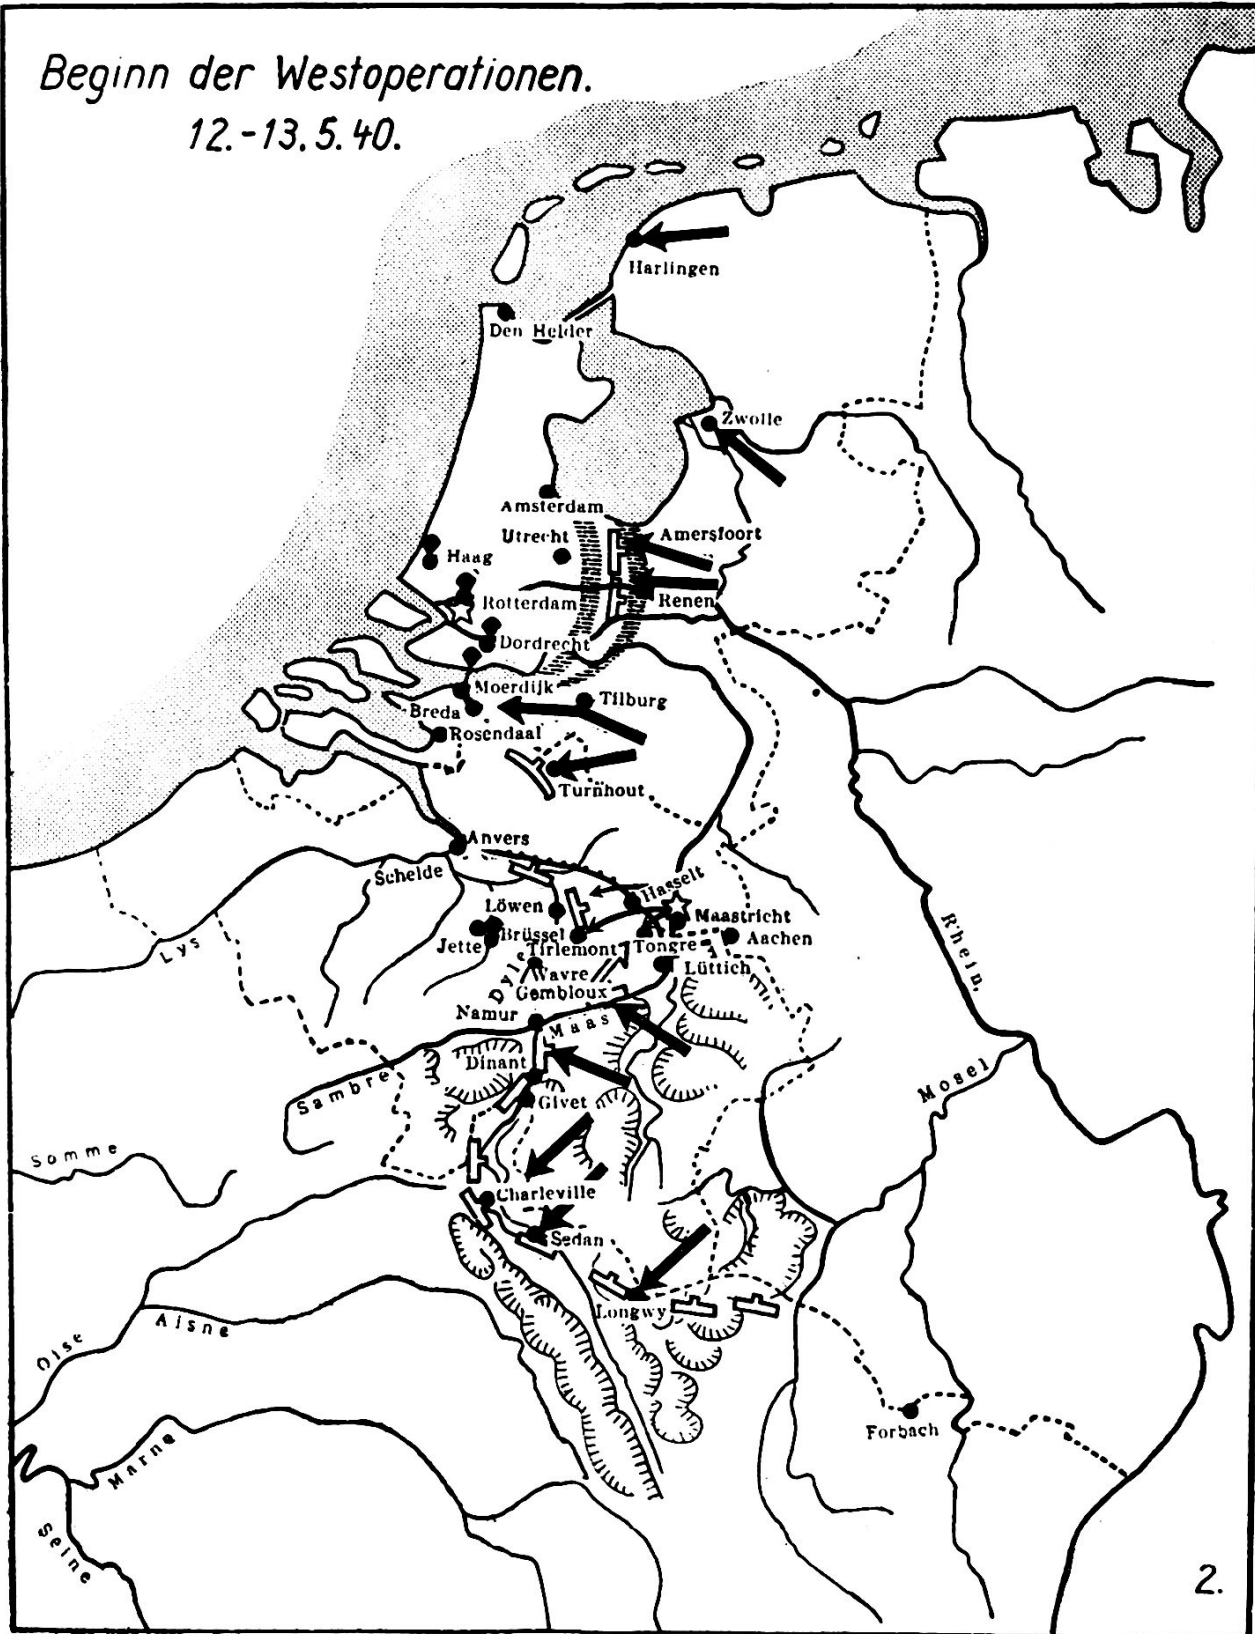 Beginn der Westoperationen.
12.-13.5.40.
Harlingen
Den Helder
Zwolle
Amsterdam
Utrecht
Amersfoort
Haag
Rotterdam
Renen
Dordrecht
Moerdijk
Tilburg
Breda
Rosendaal
Turnhout
Anvers
Schelde
Hasselt
Löwen
Maastricht
Brüssel
Jette
Tirlemont
Tongre
Aachen
Lys
Rhein,
Dyle
Wavre
Lüttich
Gembloux
Namur
Maas
Dinant
Sambre
Givet
Mosel
Somme
Charleville
Sedan
Longwy
Aisne
Oise
Forbach
Marne
Seine
2.